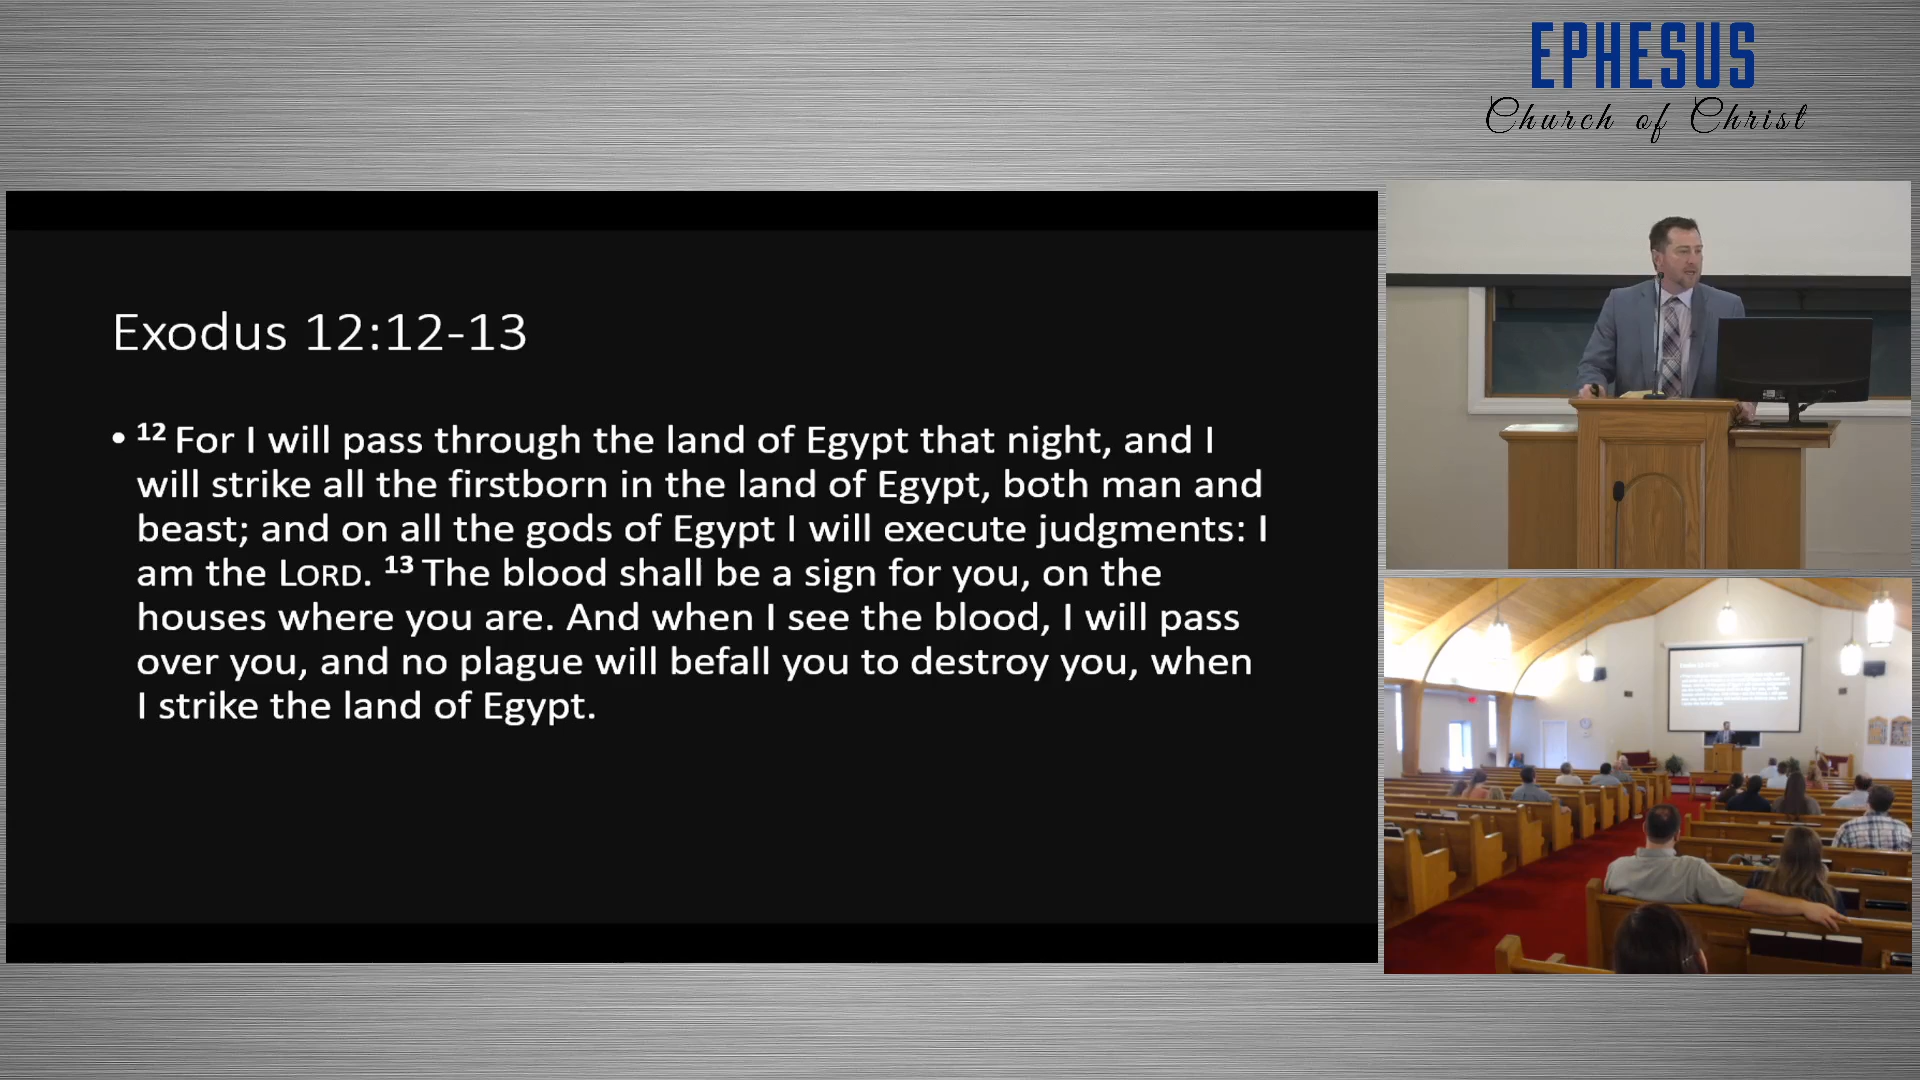 EPHESUS
Church of Christ
Exodus 12:12-13
• 12 For I will pass through the land of Egypt that night, and I
will strike all the firstborn in the land of Egypt, both man and
beast; and on all the gods of Egypt I will execute judgments: I
am the LORD. 13 The blood shall be a sign for you, on the
houses where you are. And when I see the blood, I will pass
over you, and no plague will befall you to destroy you, when
I strike the land of Egypt.